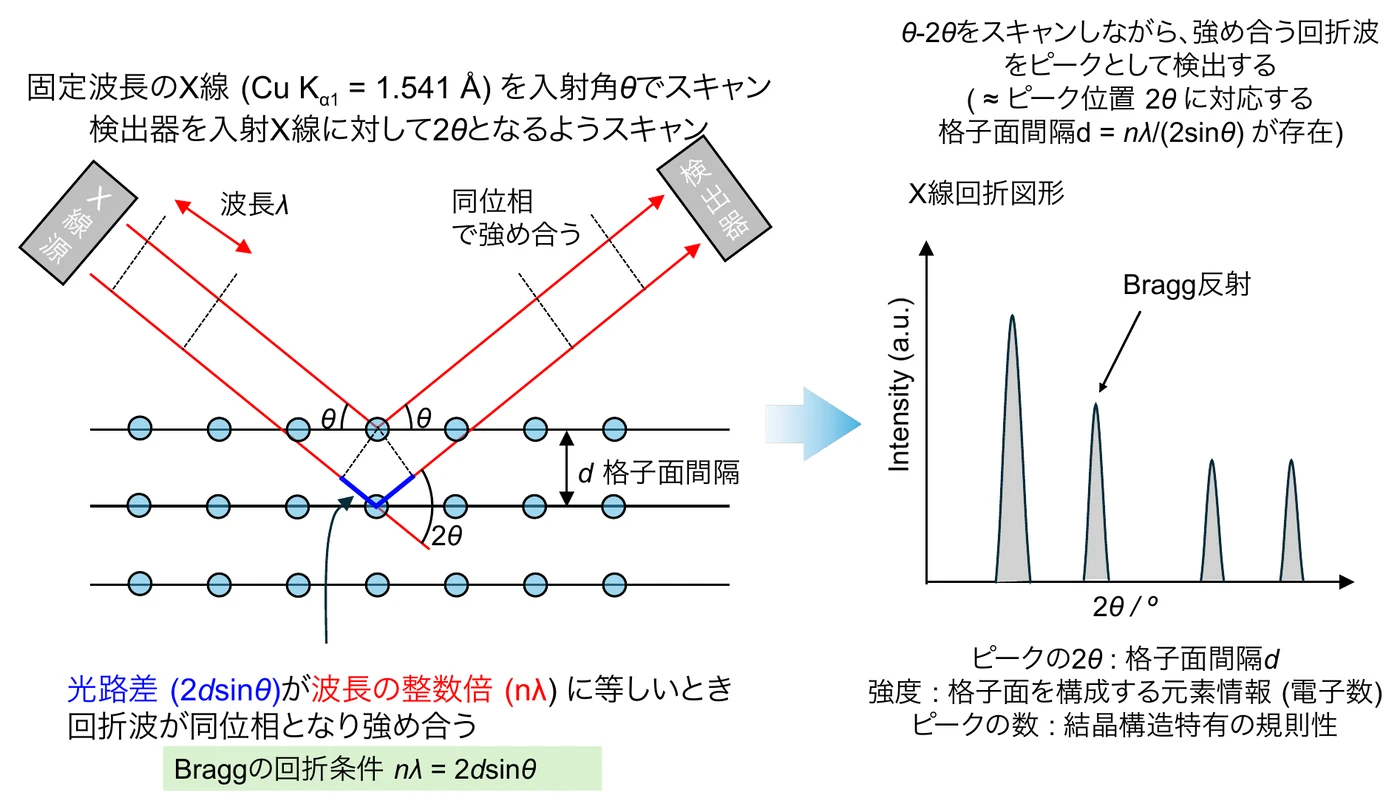 固定波長のX線 (Cu Kα1 = 1.541 Å) を入射角θでスキャン
検出器を入射X線に対して2θとなるようスキャン
X線源
波長λ
同位相
で強め合う
検出器
θ
θ
d 格子面間隔
2θ
光路差 (2dsinθ)が波長の整数倍 (nλ) に等しいとき
回折波が同位相となり強め合う
Braggの回折条件 nλ = 2dsinθ
θ-2θをスキャンしながら、強め合う回折波
をピークとして検出する
( ≈ ピーク位置 2θ に対応する
格子面間隔d = nλ/(2sinθ) が存在)
X線回折図形
Bragg反射
Intensity (a.u.)
2θ / º
ピークの2θ : 格子面間隔d
強度 : 格子面を構成する元素情報 (電子数)
ピークの数 : 結晶構造特有の規則性